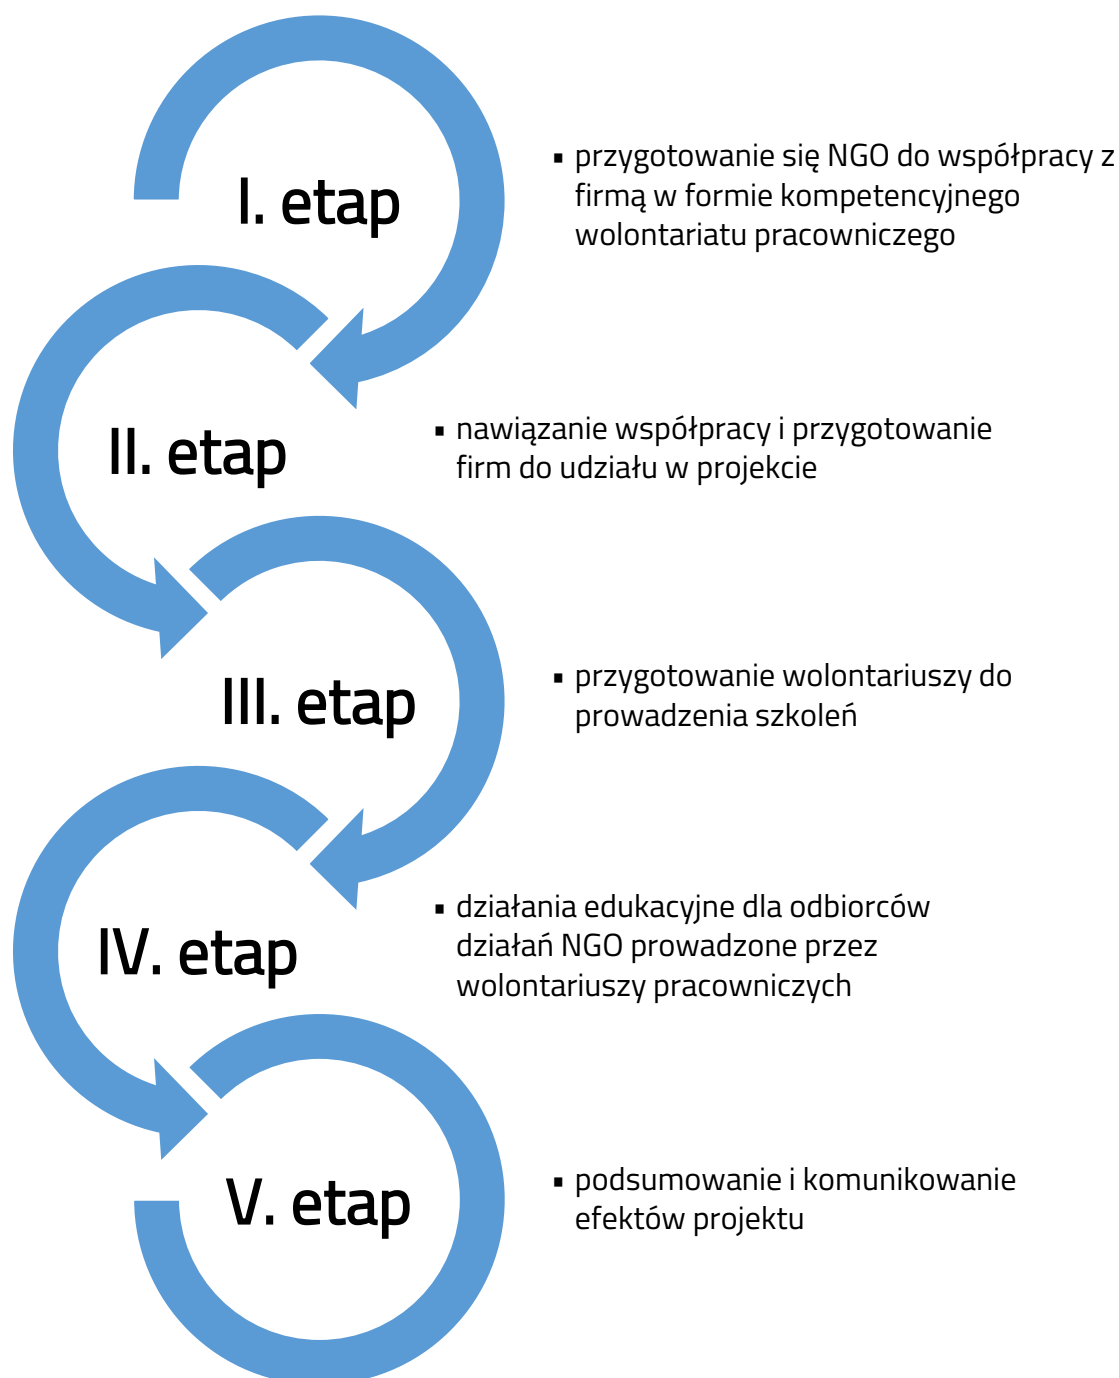 I. etap
▪ przygotowanie się NGO do współpracy z
firmą w formie kompetencyjnego
wolontariatu pracowniczego
II. etap
▪ nawiązanie współpracy i przygotowanie
firm do udziału w projekcie
III. etap
▪ przygotowanie wolontariuszy do
prowadzenia szkoleń
IV. etap
▪ działania edukacyjne dla odbiorców
działań NGO prowadzone przez
wolontariuszy pracowniczych
V. etap
▪ podsumowanie i komunikowanie
efektów projektu